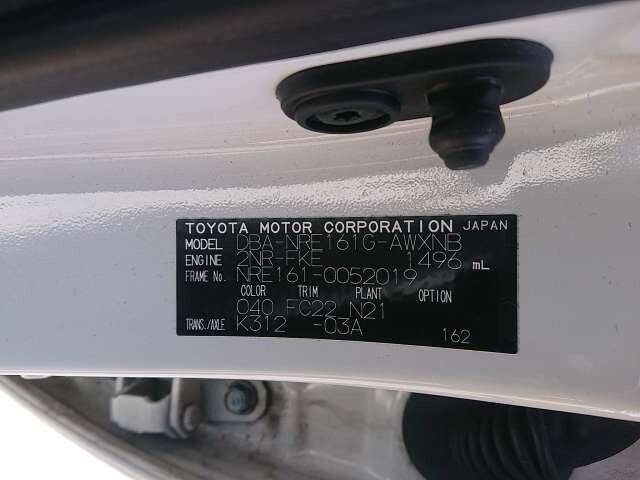 TOYOTA MOTOR CORPORATION JAPAN
MODEL DBA-NRE161G-AWXNB
ENGINE 2NR-FKE 1496 mL
FRAME No. NRE161-0052019
COLOR TRIM PLANT OPTION
040 FC22 N21
TRANS./AXLE K312 -03A
162